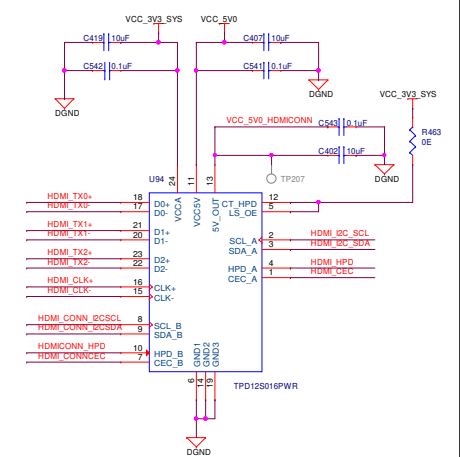 VCC_3V3_SYS VCC_5V0
C419 10uF C407 10uF
C542 0.1uF C541 0.1uF
DGND DGND
VCC_3V3_SYS
VCC_5V0_HDMICONN C543 0.1uF
R463
0E
C402 10uF
DGND
TP207
U94 24 11 13
VCCA VCC5V 5V_OUT
HDMI_TX0+ 18 D0+ CT_HPD 12
HDMI_TX0- 17 D0- LS_OE 5
HDMI_TX1+ 21 D1+
HDMI_TX1- 20 D1- SCL_A 2 HDMI_I2C_SCL
SDA_A 3 HDMI_I2C_SDA
HDMI_TX2+ 23 D2+
HDMI_TX2- 22 D2- HPD_A 4 HDMI_HPD
CEC_A 1 HDMI_CEC
HDMI_CLK+ 16 CLK+
HDMI_CLK- 15 CLK-
HDMI_CONN_I2CSCL 8 SCL_B
HDMI_CONN_I2CSDA 9 SDA_B
HDMICONN_HPD 10 HPD_B
HDMI_CONNCEC 7 CEC_B
GND1 GND2 GND3
6 14 19
TPD12S016PWR
DGND